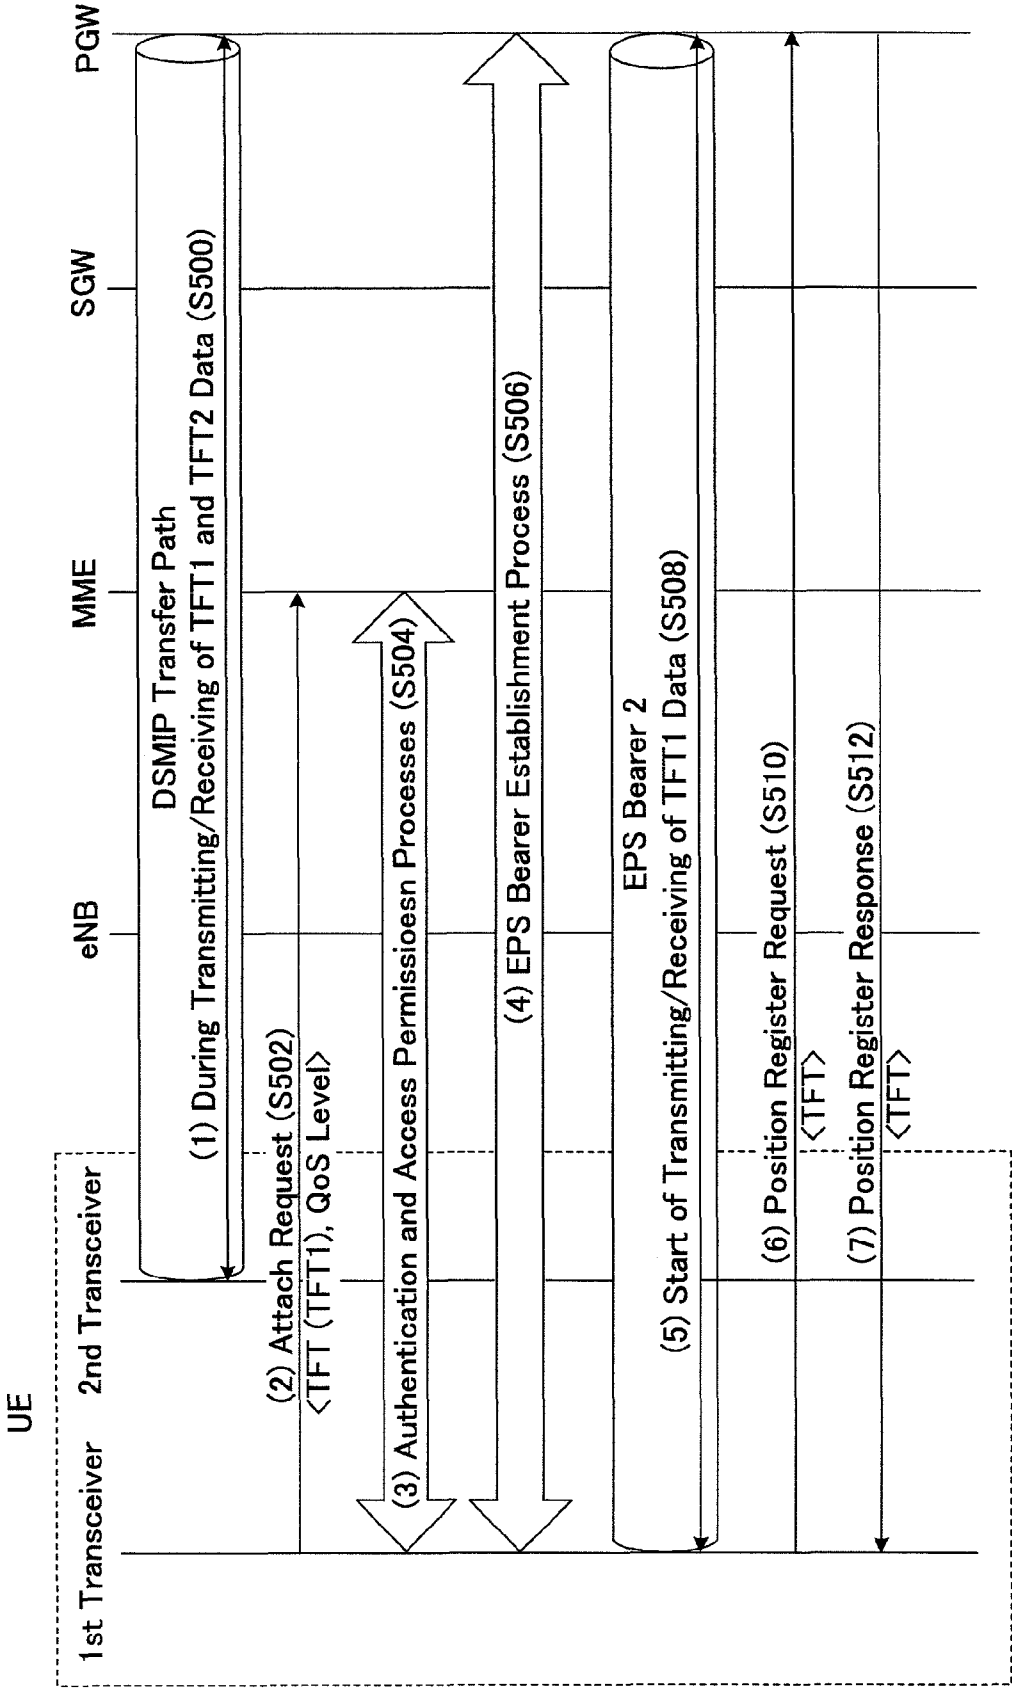 UE
1st Transceiver
2nd Transceiver
eNB
MME
SGW
PGW
DSMIP Transfer Path
(1) During Transmitting/Receiving of TFT1 and TFT2 Data (S500)
(2) Attach Request (S502)
<TFT (TFT1), QoS Level>
(3) Authentication and Access Permissioesn Processes (S504)
(4) EPS Bearer Establishment Process (S506)
EPS Bearer 2
(5) Start of Transmitting/Receiving of TFT1 Data (S508)
(6) Position Register Request (S510)
<TFT>
(7) Position Register Response (S512)
<TFT>